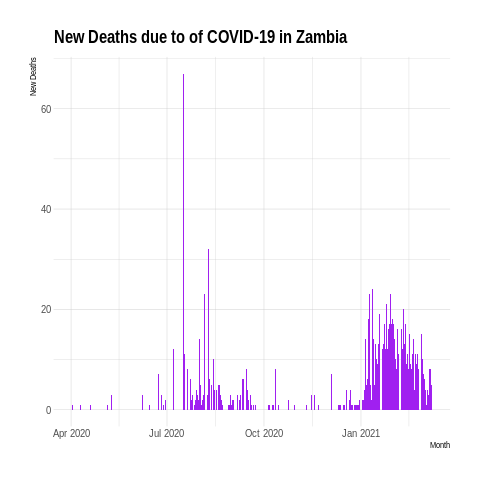 New Deaths due to of COVID-19 in Zambia
New Deaths
60
40
20
0
Apr 2020 Jul 2020 Oct 2020 Jan 2021
Month